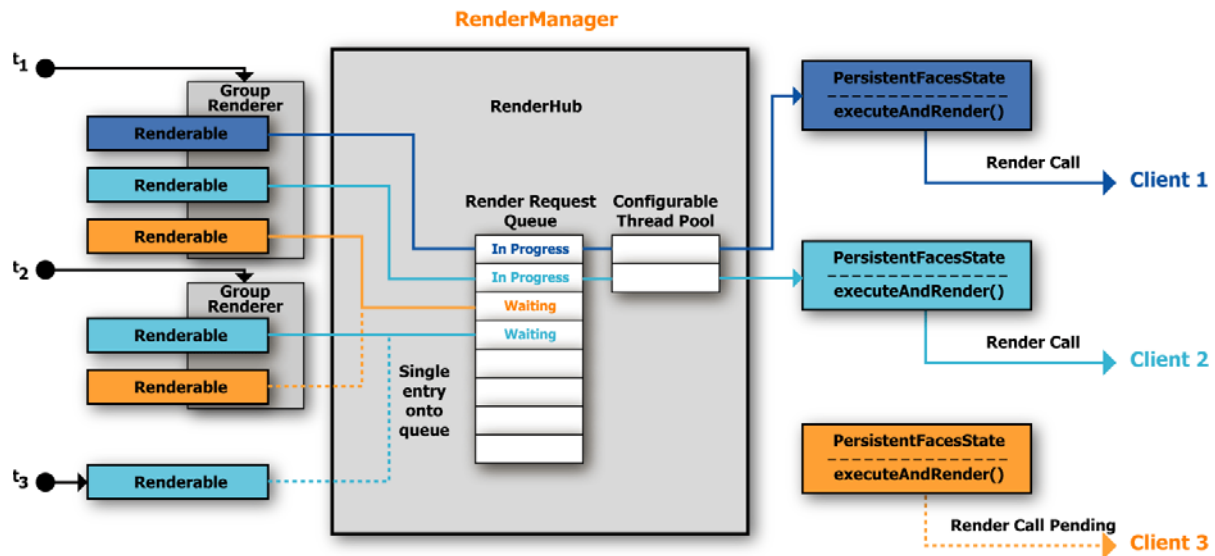 RenderManager
t1
Group
Renderer
Renderable
Renderable
Renderable
t2
Group
Renderer
Renderable
Renderable
t3
Renderable
RenderHub
Render Request
Queue
Configurable
Thread Pool
In Progress
In Progress
Waiting
Waiting
Single
entry
onto
queue
PersistentFacesState
executeAndRender()
Render Call
Client 1
PersistentFacesState
executeAndRender()
Render Call
Client 2
PersistentFacesState
executeAndRender()
Render Call Pending
Client 3